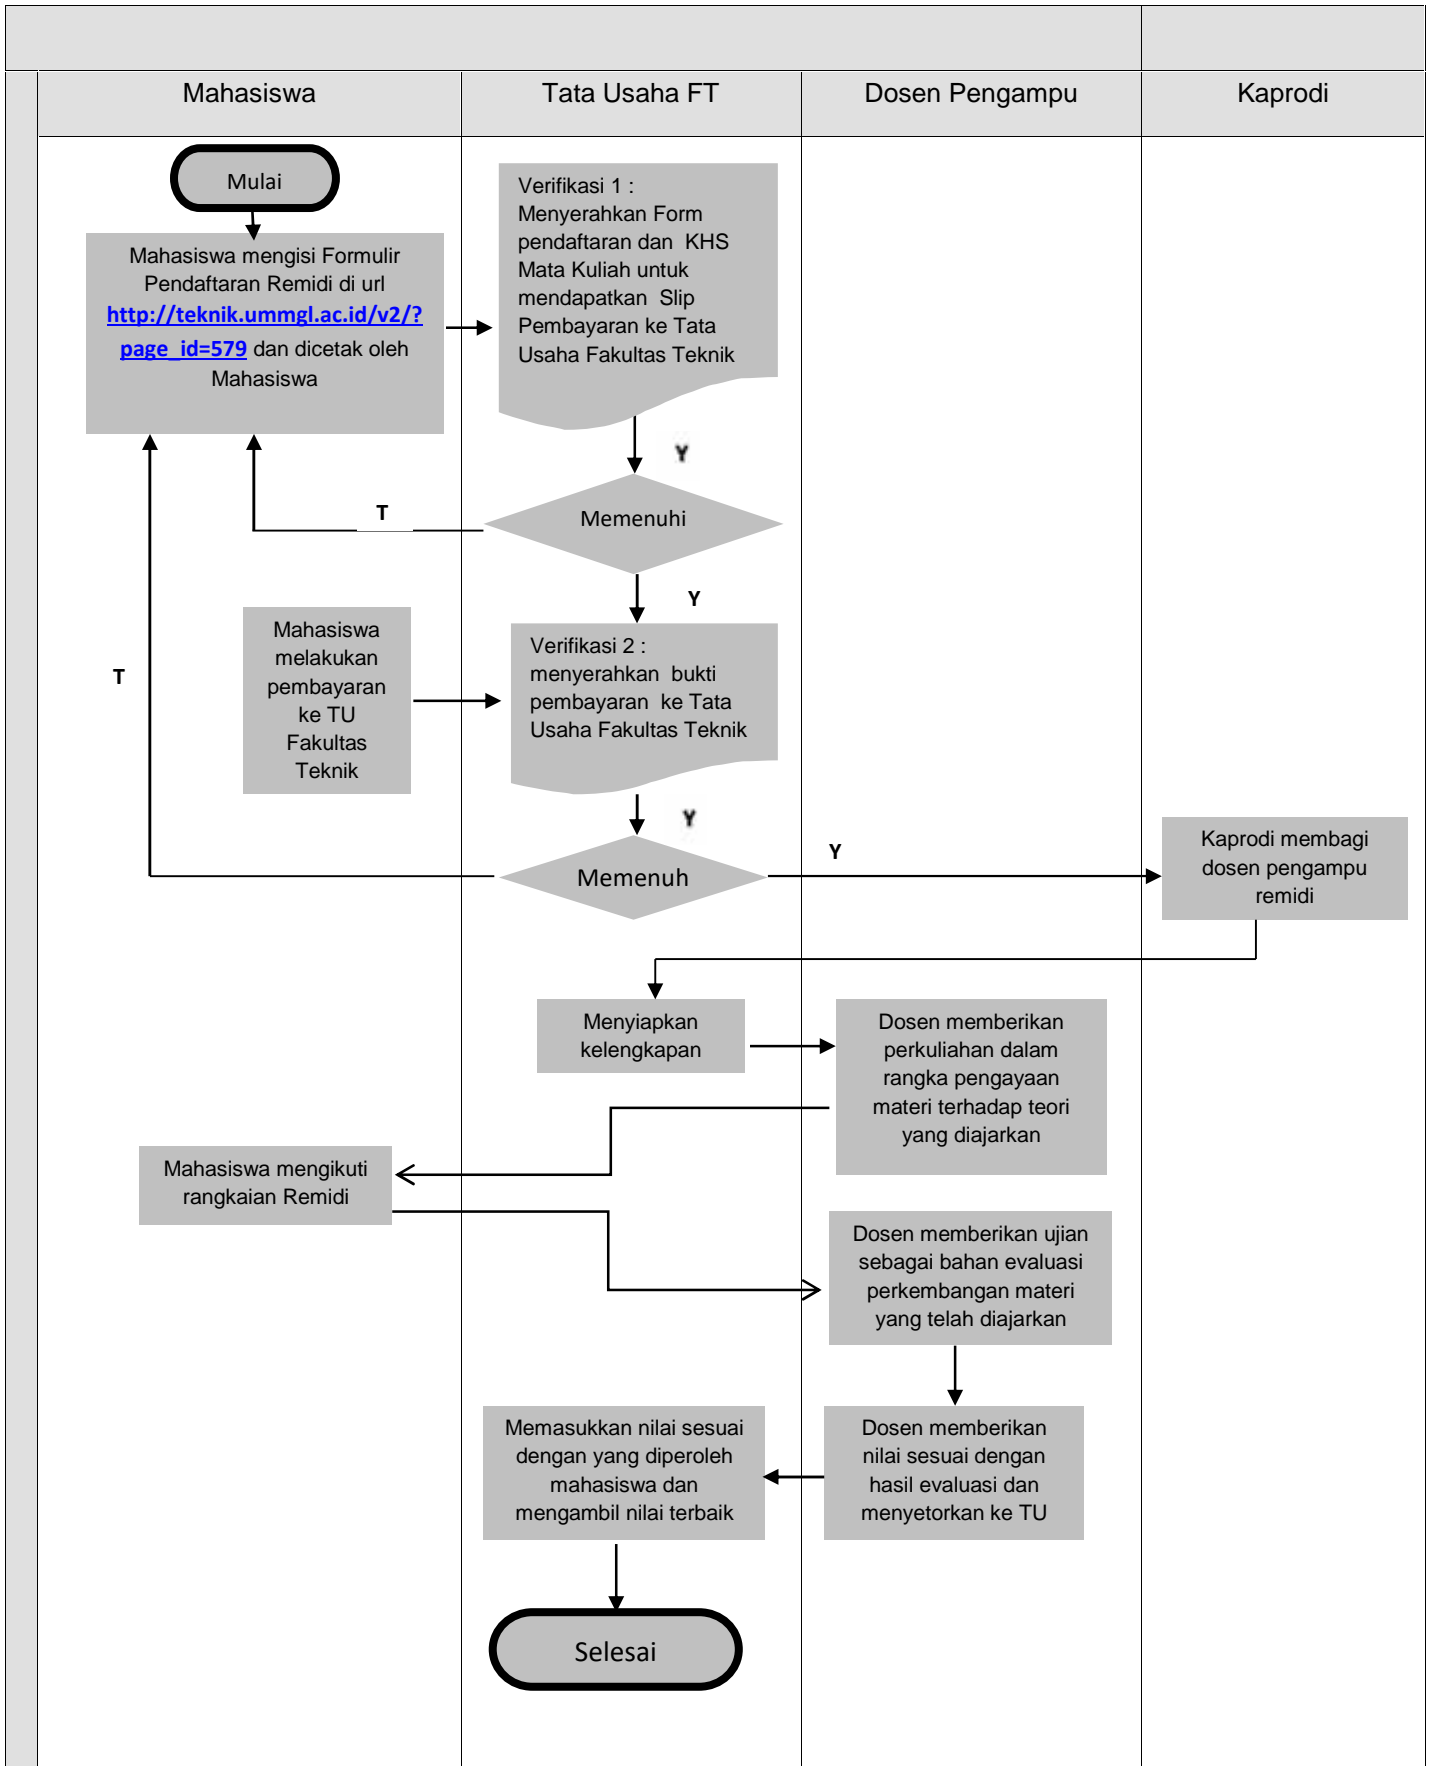 Mahasiswa
Tata Usaha FT
Dosen Pengampu
Kaprodi
Mulai
Mahasiswa mengisi Formulir
Pendaftaran Remidi di url
http://teknik.ummgl.ac.id/v2/?
page_id=579 dan dicetak oleh
Mahasiswa
Verifikasi 1 :
Menyerahkan Form
pendaftaran dan KHS
Mata Kuliah untuk
mendapatkan Slip
Pembayaran ke Tata
Usaha Fakultas Teknik
Y
Memenuhi
T
Y
Mahasiswa
melakukan
pembayaran
ke TU
Fakultas
Teknik
Verifikasi 2 :
menyerahkan bukti
pembayaran ke Tata
Usaha Fakultas Teknik
T
Y
Memenuh
Y
Kaprodi membagi
dosen pengampu
remidi
Menyiapkan
kelengkapan
Dosen memberikan
perkuliahan dalam
rangka pengayaan
materi terhadap teori
yang diajarkan
Mahasiswa mengikuti
rangkaian Remidi
Dosen memberikan ujian
sebagai bahan evaluasi
perkembangan materi
yang telah diajarkan
Dosen memberikan
nilai sesuai dengan
hasil evaluasi dan
menyetorkan ke TU
Memasukkan nilai sesuai
dengan yang diperoleh
mahasiswa dan
mengambil nilai terbaik
Selesai